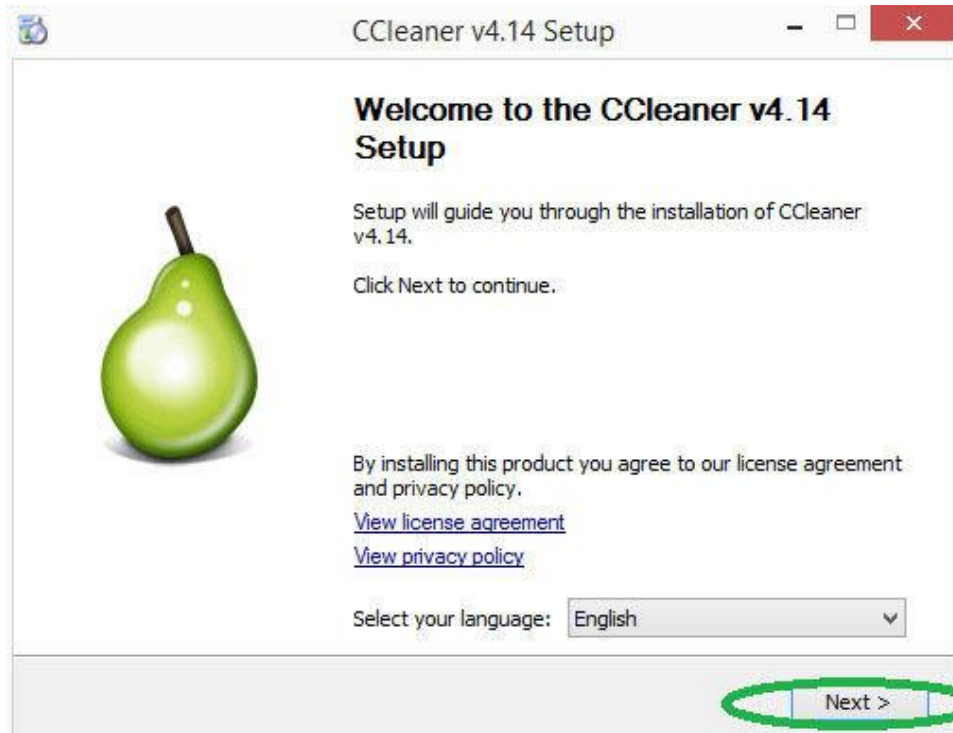 CCleaner v4.14 Setup
Welcome to the CCleaner v4.14
Setup
Setup will guide you through the installation of CCleaner
v4.14.
Click Next to continue.
By installing this product you agree to our license agreement
and privacy policy.
View license agreement
View privacy policy
Select your language: English
Next >